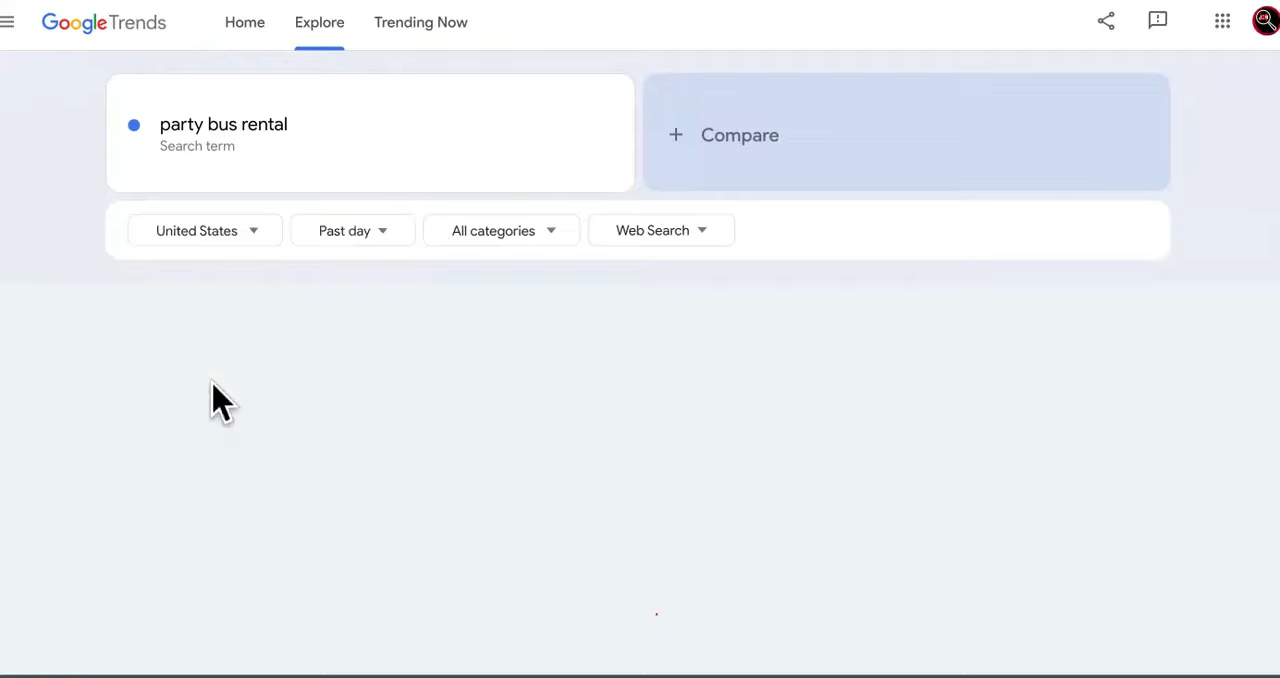 Google Trends Home Explore Trending Now
party bus rental
Search term
+ Compare
United States Past day All categories Web Search